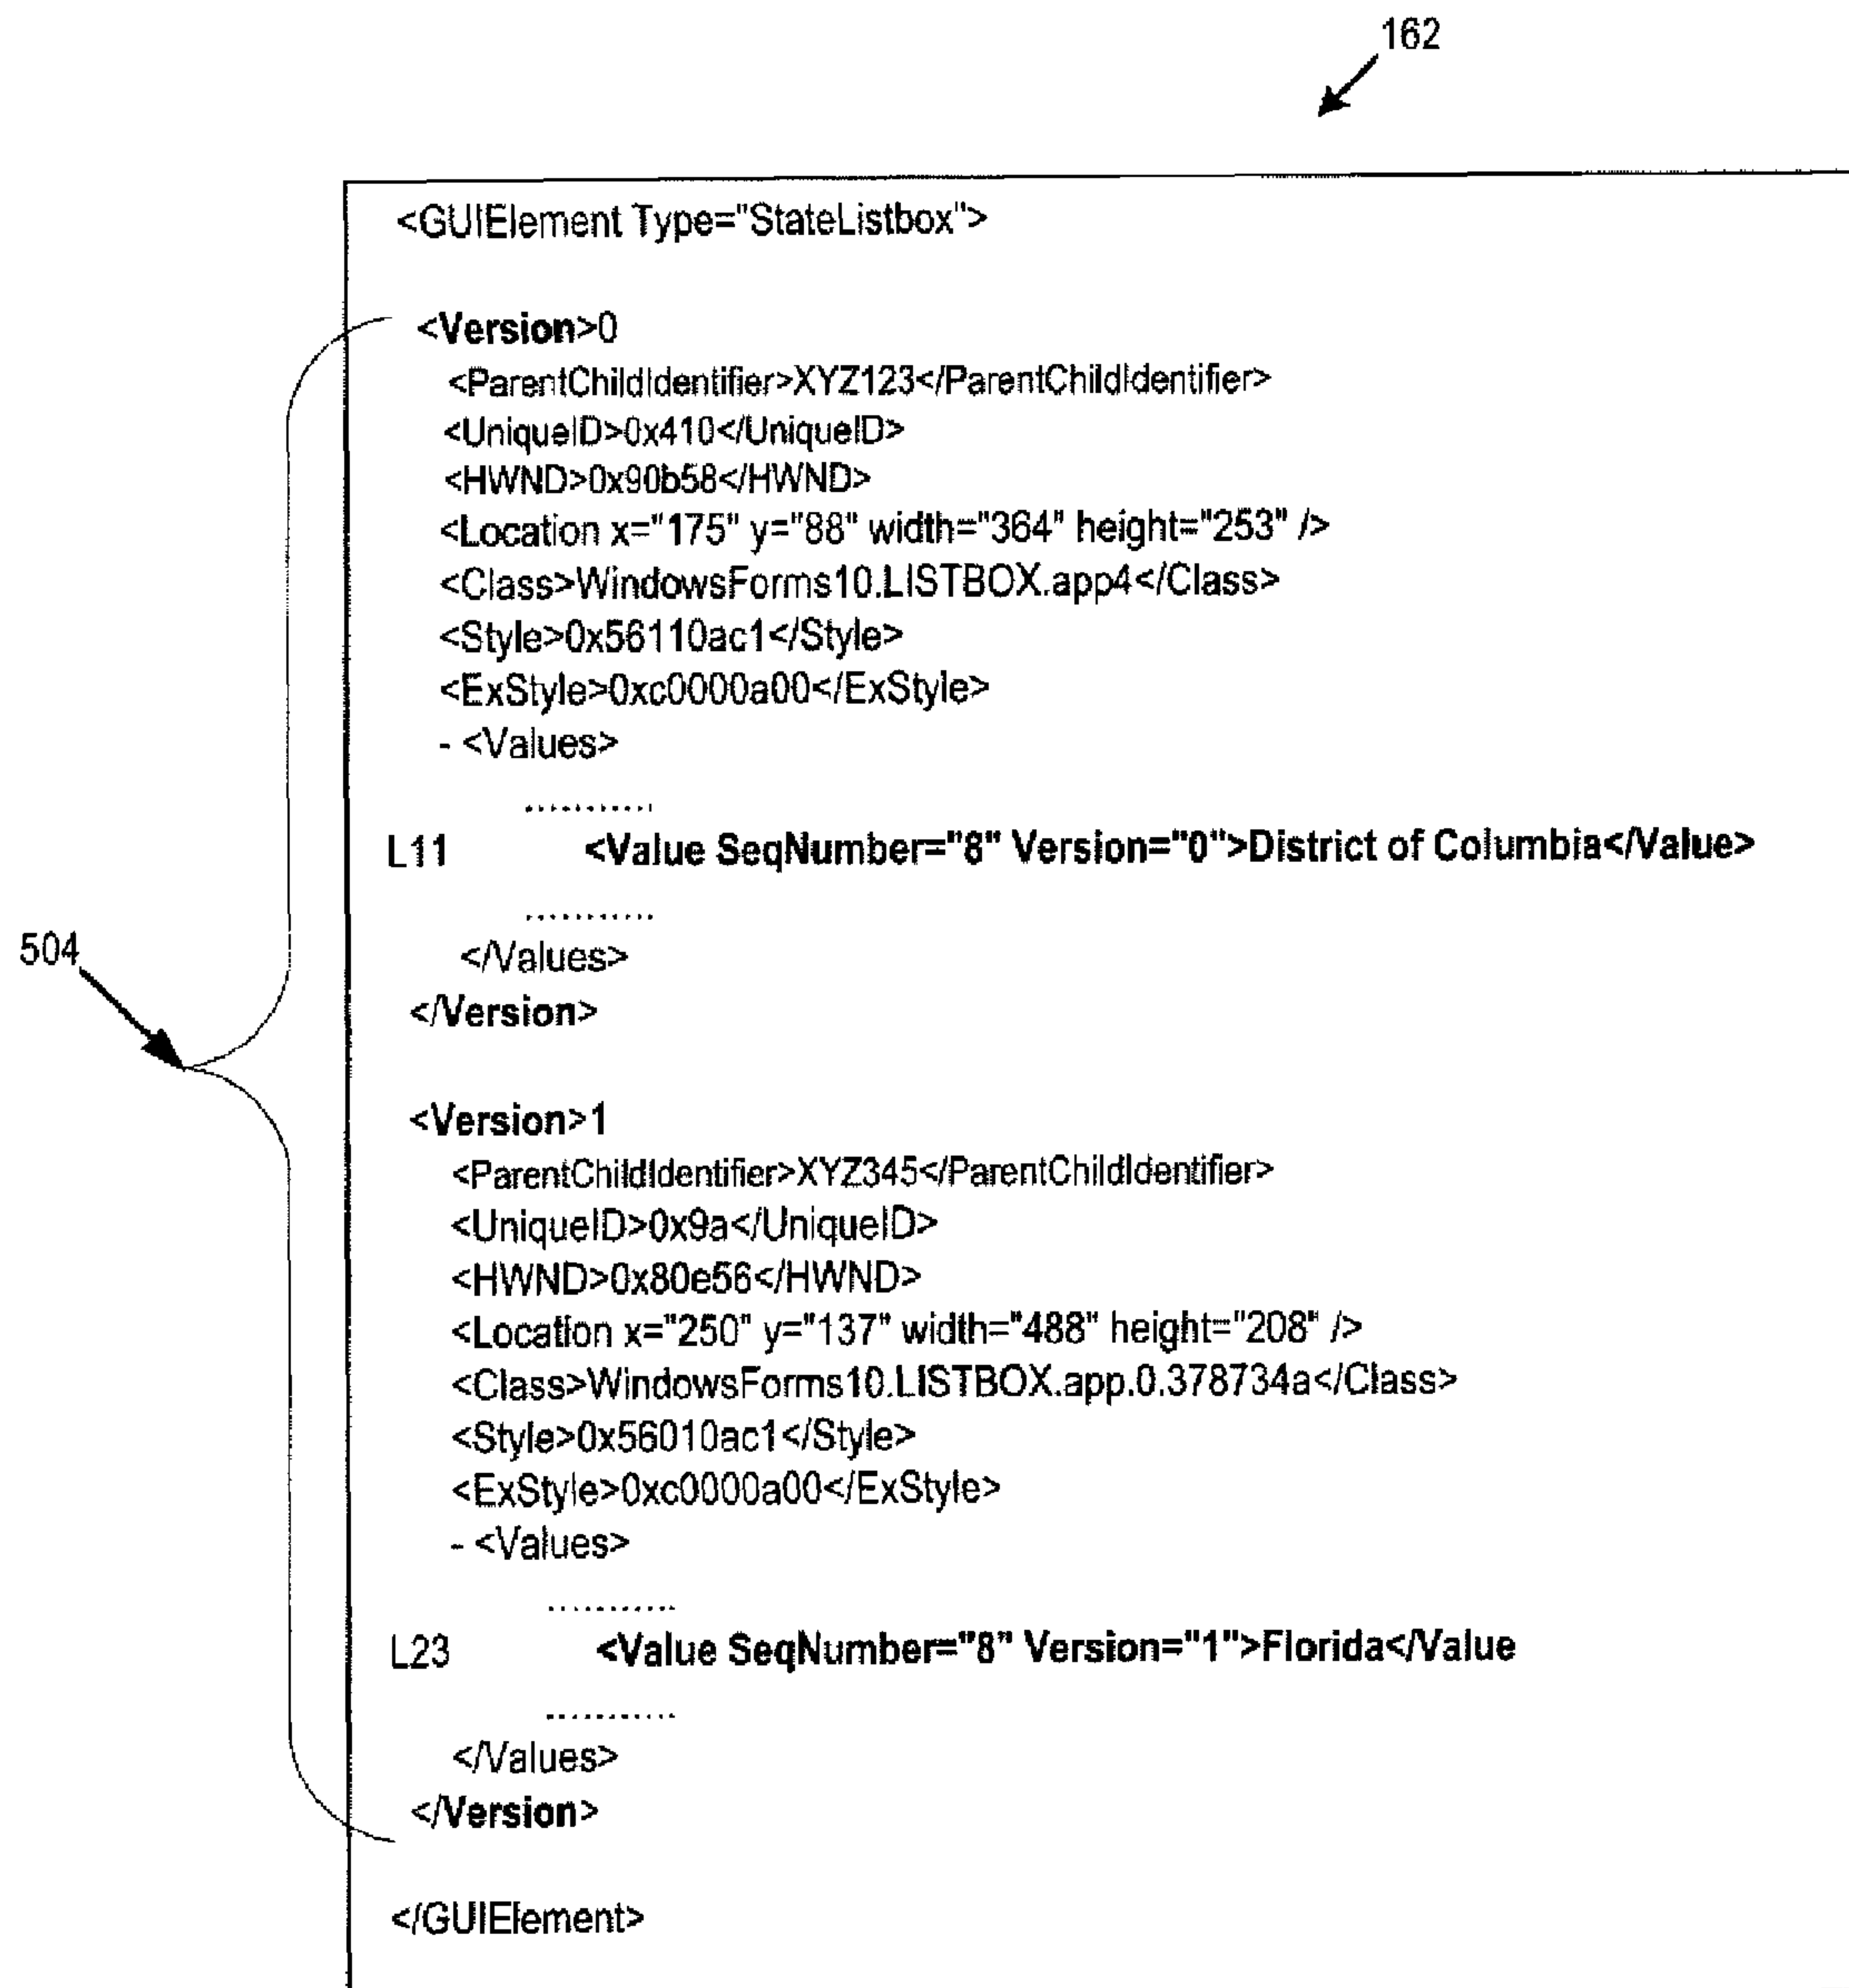 162
<GUIElement Type="StateListbox">
<Version>0
<ParentChildIdentifier>XYZ123</ParentChildIdentifier>
<UniqueID>0x410</UniqueID>
<HWND>0x90b58</HWND>
<Location x="175" y="88" width="364" height="253" />
<Class>WindowsForms10.LISTBOX.app4</Class>
<Style>0x56110ac1</Style>
<ExStyle>0xc0000a00</ExStyle>
- <Values>
...........
L11 <Value SeqNumber="8" Version="0">District of Columbia</Value>
...........
504
</Values>
</Version>
<Version>1
<ParentChildIdentifier>XYZ345</ParentChildIdentifier>
<UniqueID>0x9a</UniqueID>
<HWND>0x80e56</HWND>
<Location x="250" y="137" width="488" height="208" />
<Class>WindowsForms10.LISTBOX.app.0.378734a</Class>
<Style>0x56010ac1</Style>
<ExStyle>0xc0000a00</ExStyle>
- <Values>
...........
L23 <Value SeqNumber="8" Version="1">Florida</Value
...........
</Values>
</Version>
</GUIElement>